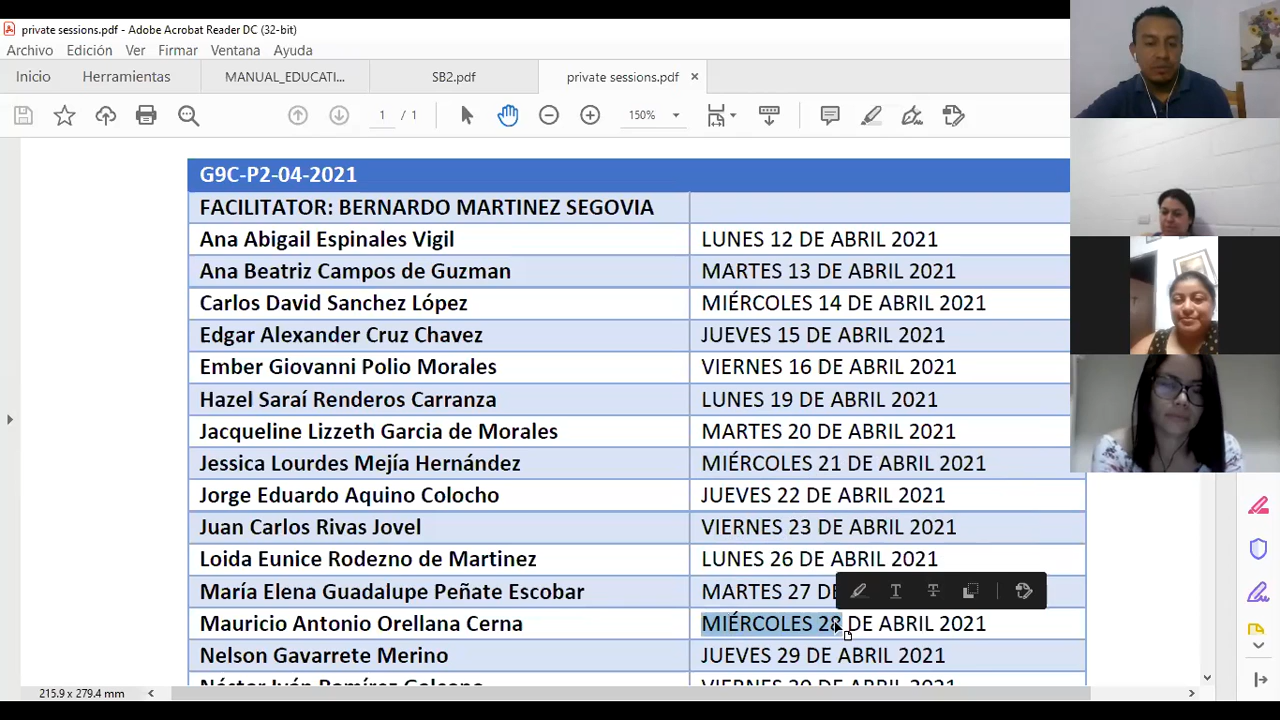 private sessions.pdf - Adobe Acrobat Reader DC (32-bit)
Archivo Edición Ver Firmar Ventana Ayuda
Inicio Herramientas MANUAL_EDUCATI... SB2.pdf private sessions.pdf ×
1 / 1 150%
G9C-P2-04-2021
FACILITATOR: BERNARDO MARTINEZ SEGOVIA
Ana Abigail Espinales Vigil LUNES 12 DE ABRIL 2021
Ana Beatriz Campos de Guzman MARTES 13 DE ABRIL 2021
Carlos David Sanchez López MIÉRCOLES 14 DE ABRIL 2021
Edgar Alexander Cruz Chavez JUEVES 15 DE ABRIL 2021
Ember Giovanni Polio Morales VIERNES 16 DE ABRIL 2021
Hazel Saraí Renderos Carranza LUNES 19 DE ABRIL 2021
Jacqueline Lizzeth Garcia de Morales MARTES 20 DE ABRIL 2021
Jessica Lourdes Mejía Hernández MIÉRCOLES 21 DE ABRIL 2021
Jorge Eduardo Aquino Colocho JUEVES 22 DE ABRIL 2021
Juan Carlos Rivas Jovel VIERNES 23 DE ABRIL 2021
Loida Eunice Rodezno de Martinez LUNES 26 DE ABRIL 2021
María Elena Guadalupe Peñate Escobar MARTES 27 DE
Mauricio Antonio Orellana Cerna MIÉRCOLES 28 DE ABRIL 2021
Nelson Gavarrete Merino JUEVES 29 DE ABRIL 2021
215.9 x 279.4 mm